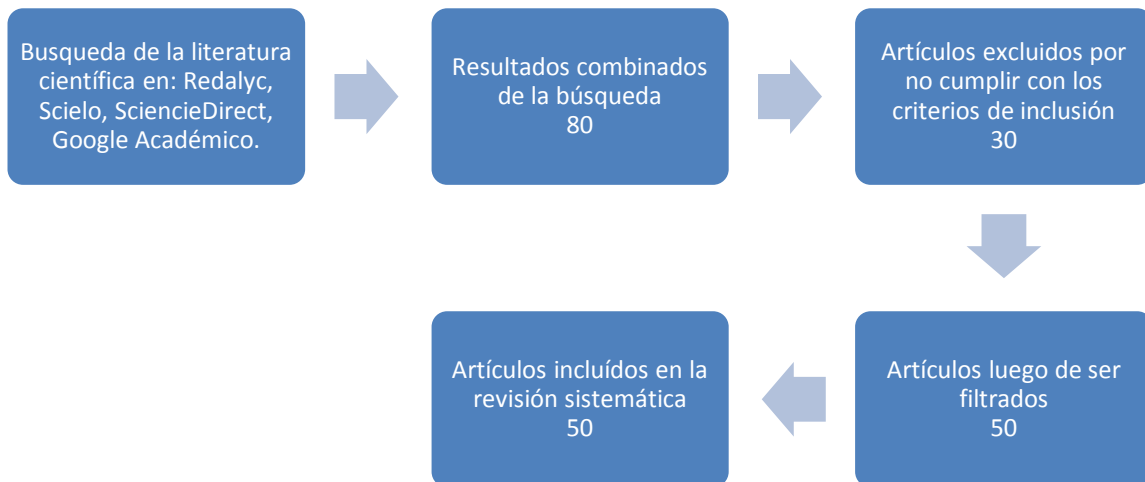 Busqueda de la literatura
científica en: Redalyc,
Scielo, SciencieDirect,
Google Académico.
Resultados combinados
de la búsqueda
80
Artículos excluidos por
no cumplir con los
criterios de inclusión
30
Artículos luego de ser
filtrados
50
Artículos incluídos en la
revisión sistemática
50